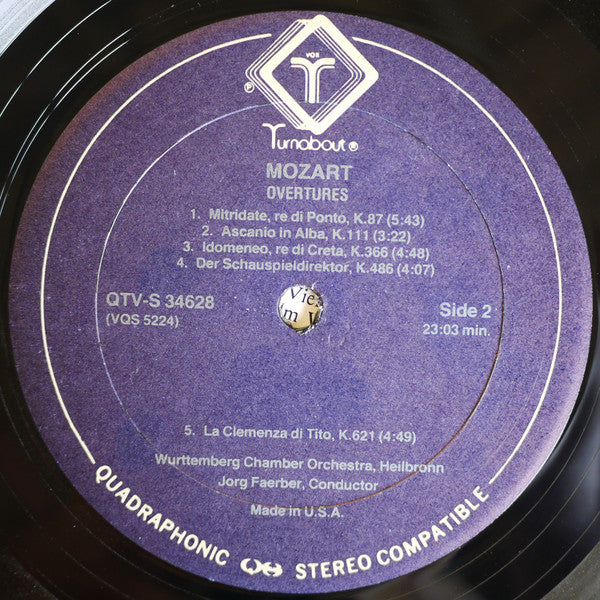 VOX
℗
Turnabout®
MOZART
OVERTURES
1. Mitridate, re di Ponto, K.87 (5:43)
2. Ascanio in Alba, K.111 (3:22)
3. Idomeneo, re di Creta, K.366 (4:48)
4. Der Schauspieldirektor, K.486 (4:07)
QTV-S 34628
(VQS 5224)
Vie
m
Side 2
23:03 min.
5. La Clemenza di Tito, K.621 (4:49)
Wurttemberg Chamber Orchestra, Heilbronn
Jorg Faerber, Conductor
Made in U.S.A.
QUADRAPHONIC STEREO COMPATIBLE